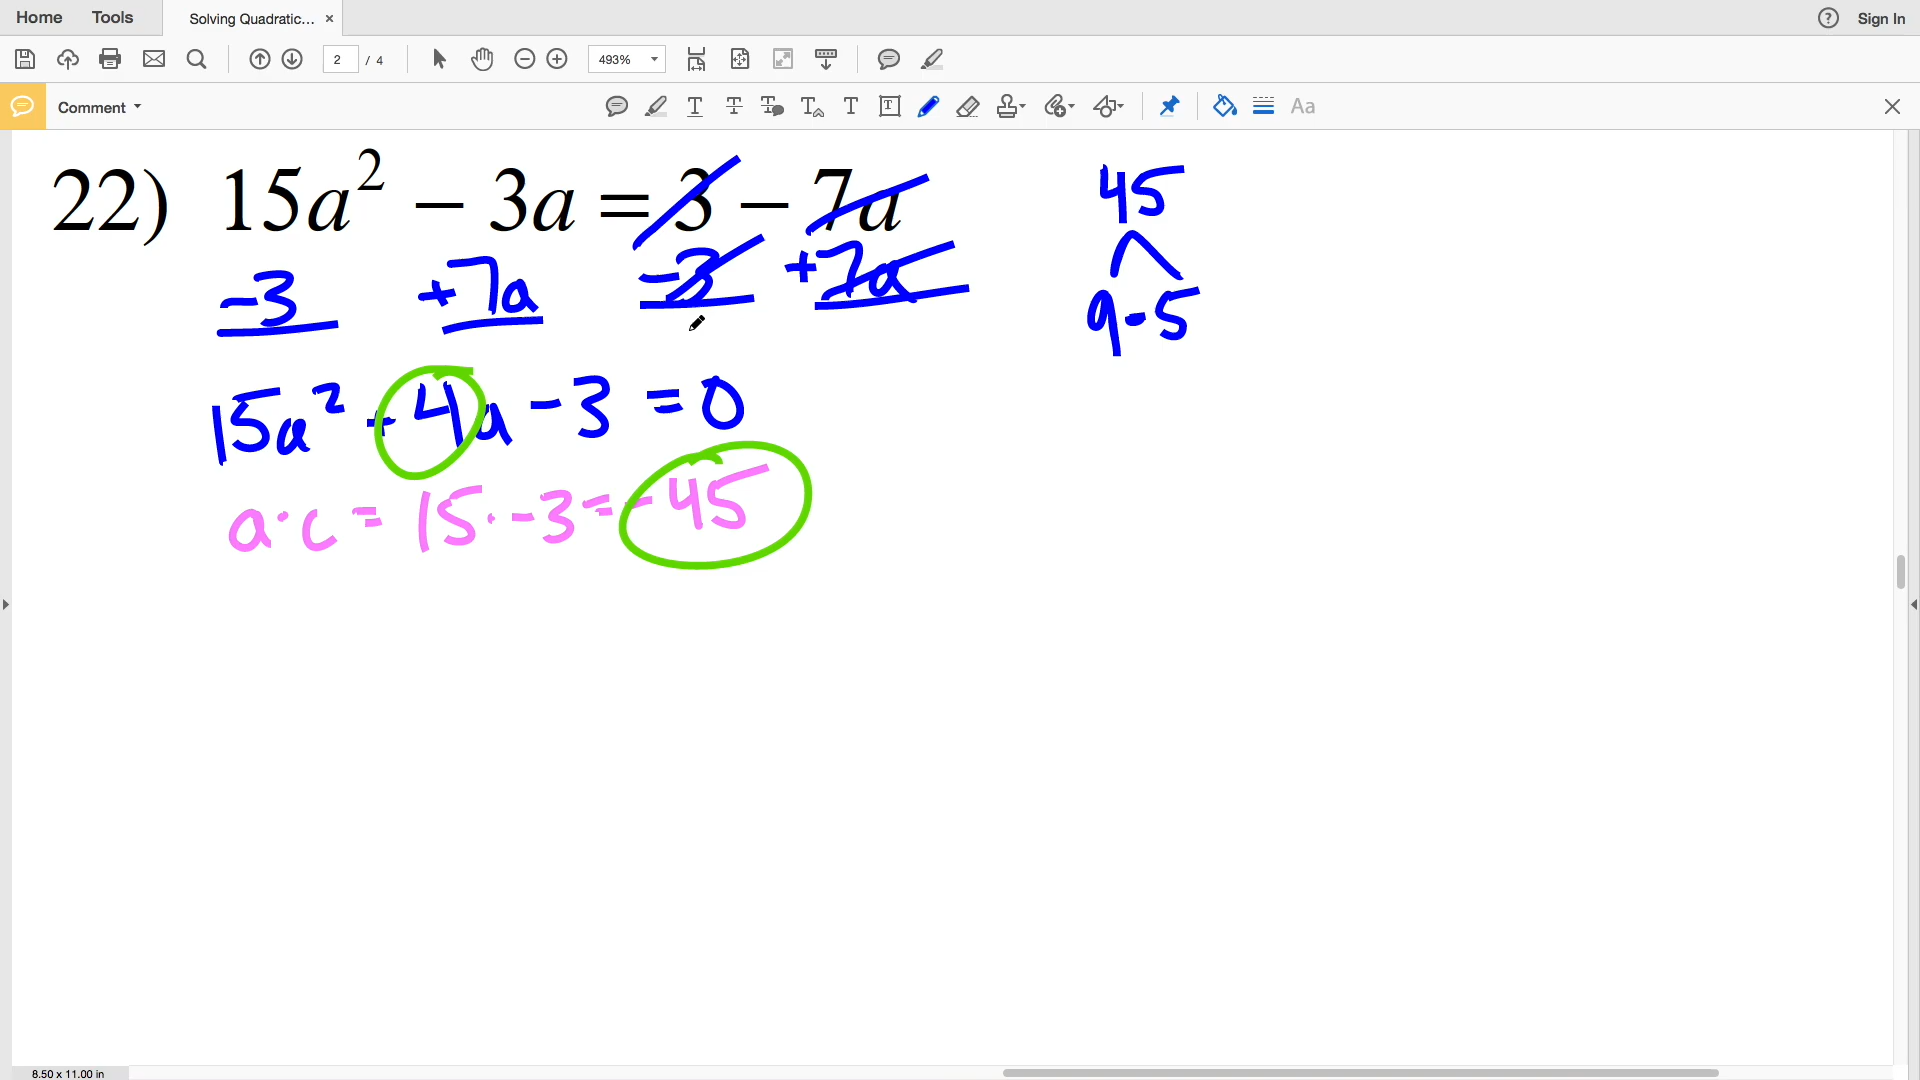 Home Tools Solving Quadratic... × Sign In
2 / 4 493%
Comment Aa
22) 15a² − 3a = 3 − 7a
−3 +7a −3 +7a
15a² + 4a − 3 = 0
a·c = 15·−3 = −45
45
9 - 5
8.50 x 11.00 in